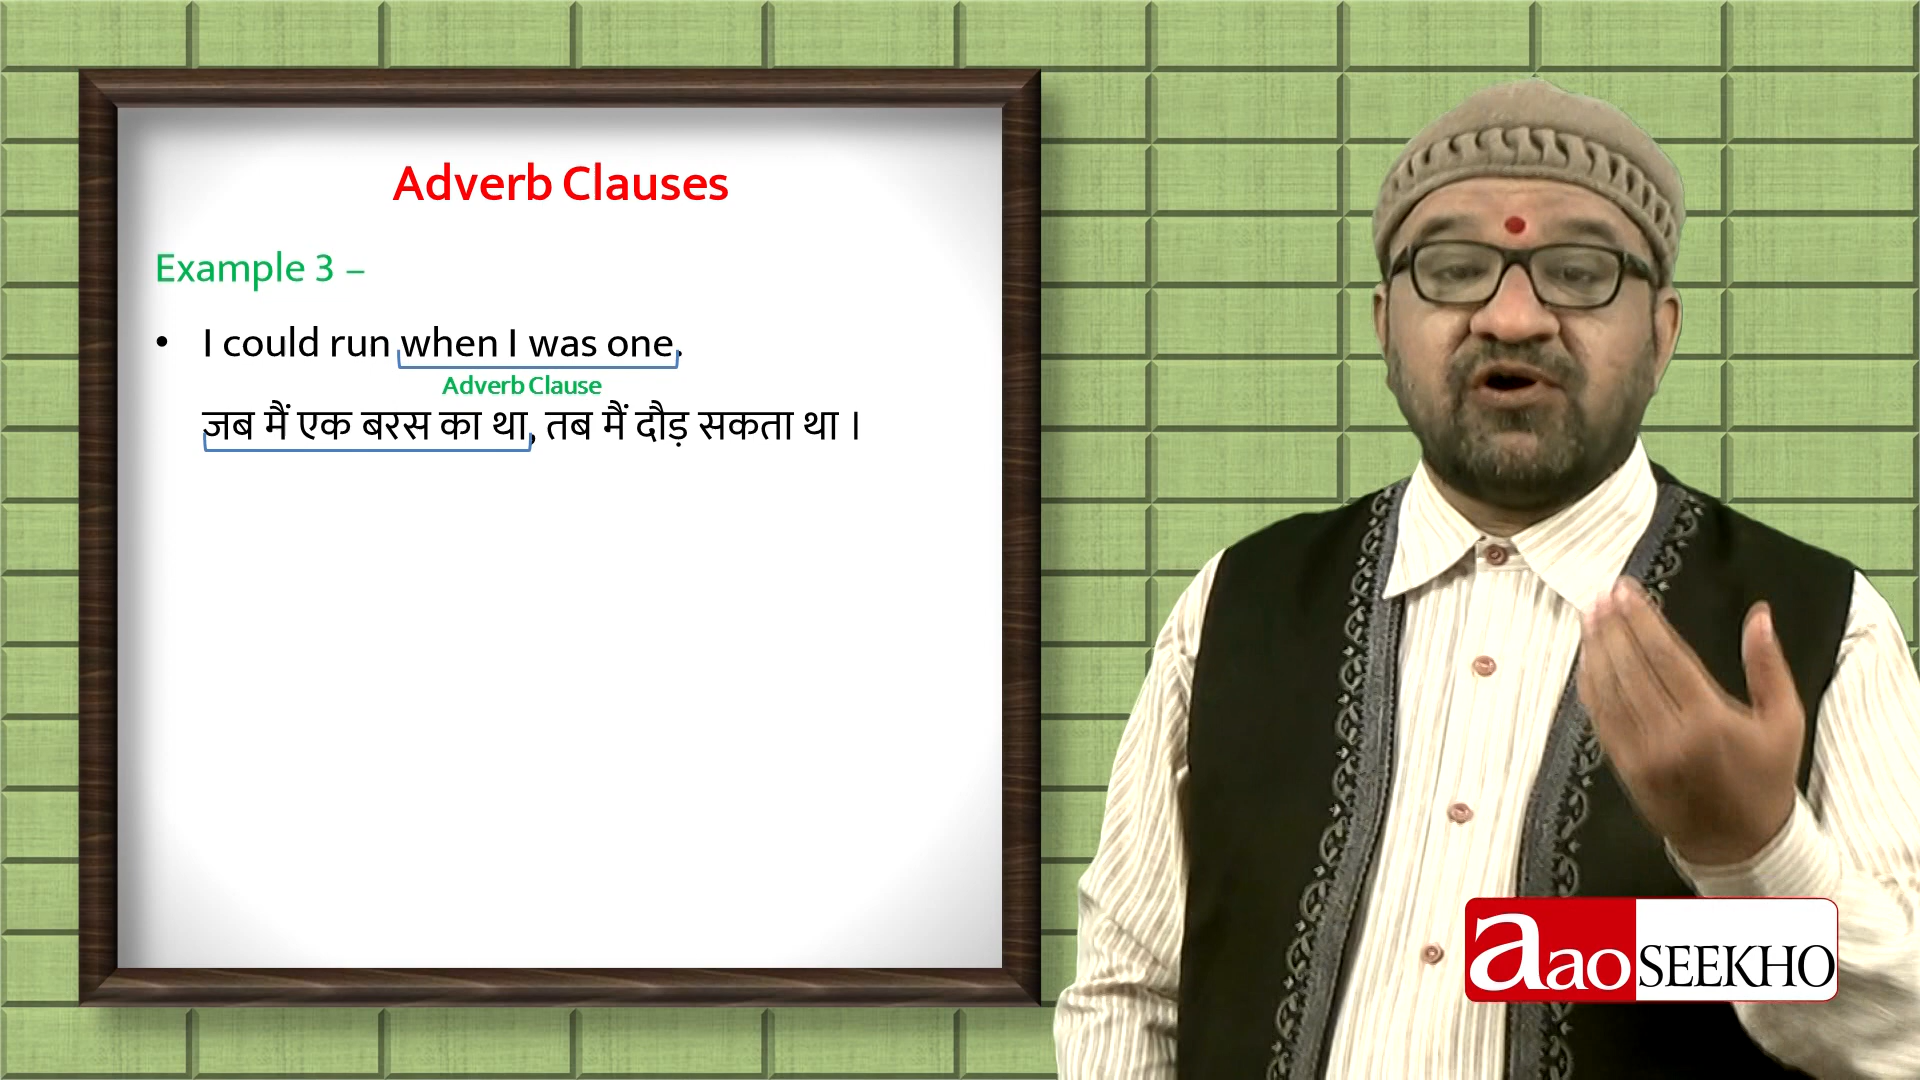 Adverb Clauses
Example 3 –
• I could run when I was one.
Adverb Clause
जब मैं एक बरस का था, तब मैं दौड़ सकता था ।
aao SEEKHO